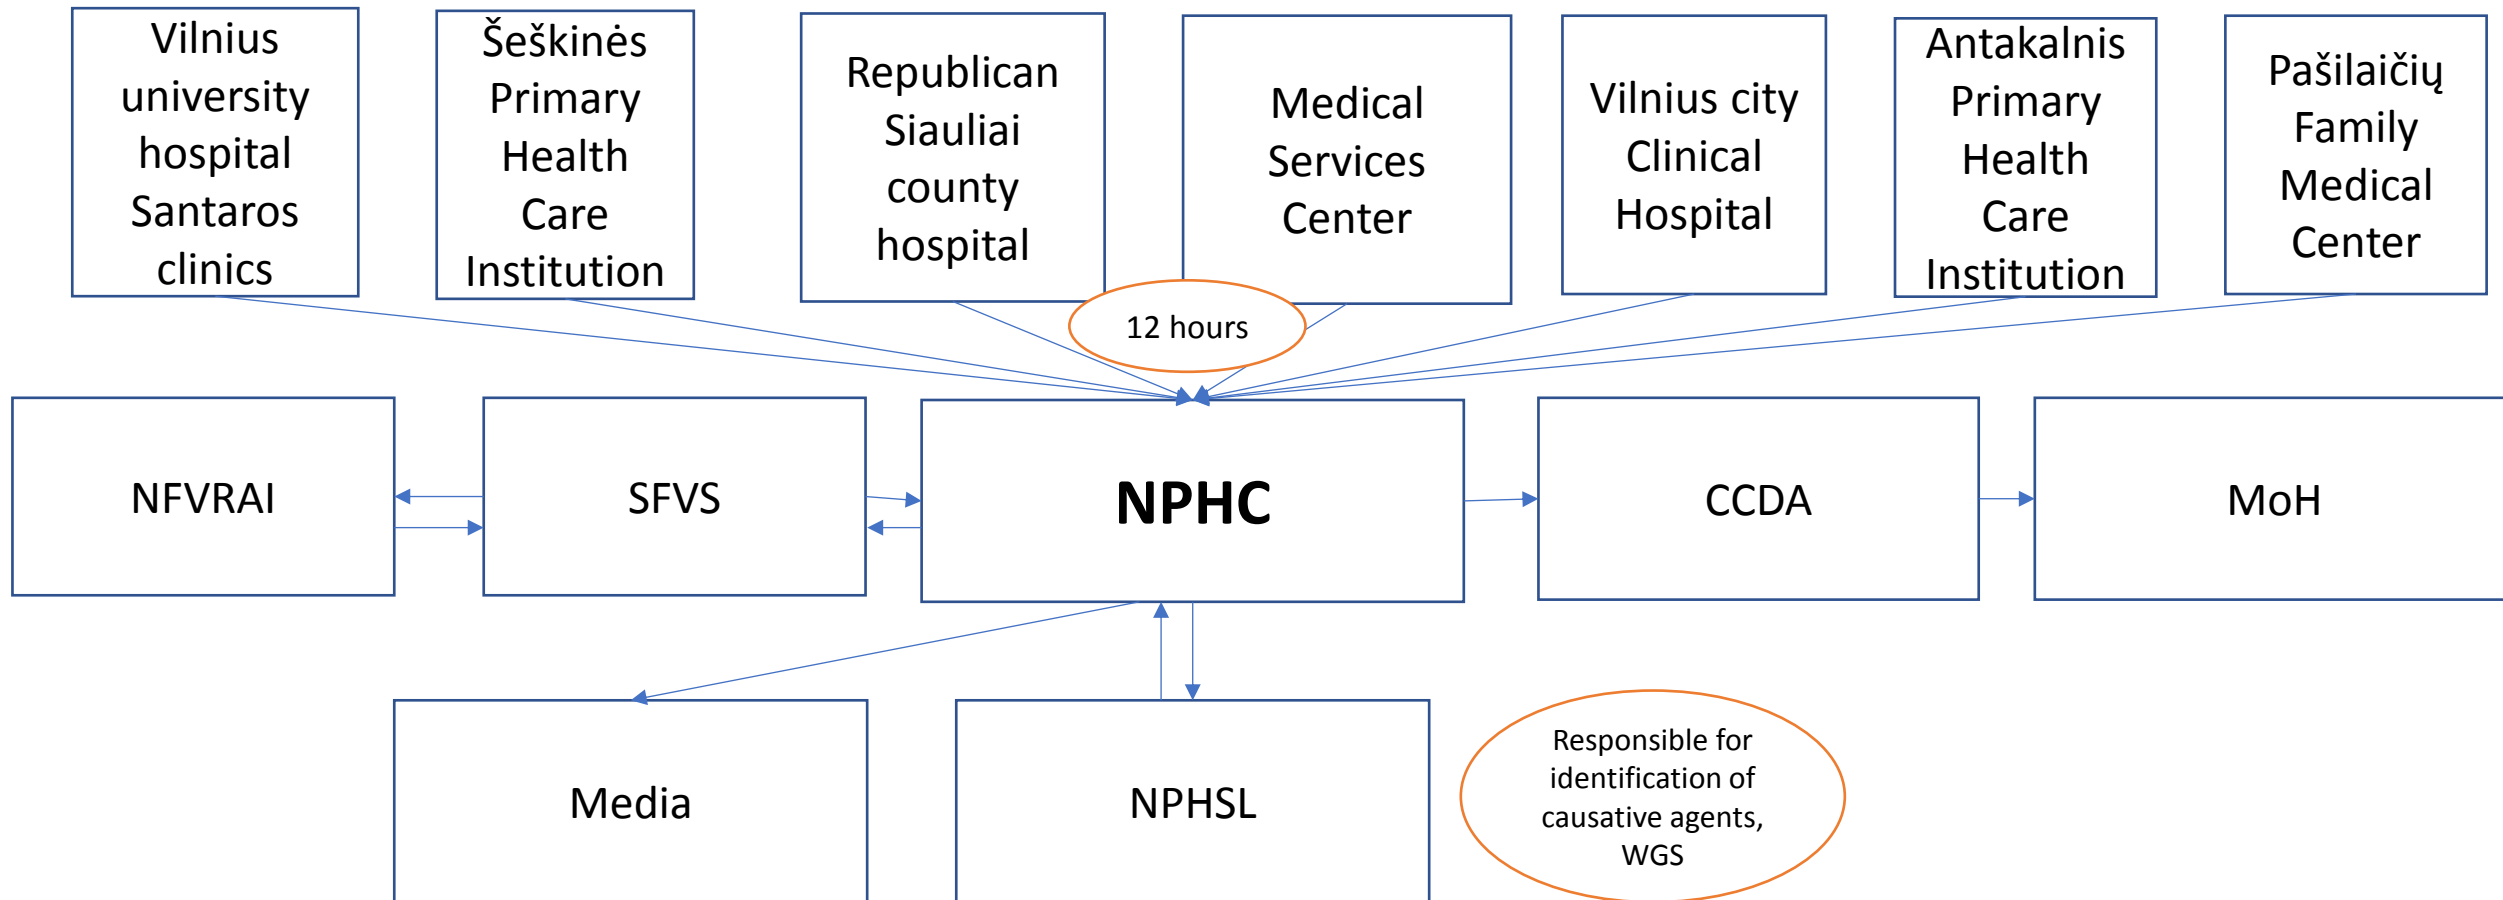 Vilnius
university
hospital
Santaros
clinics
Šeškinės
Primary
Health
Care
Institution
Republican
Siauliai
county
hospital
Medical
Services
Center
Vilnius city
Clinical
Hospital
Antakalnis
Primary
Health
Care
Institution
Pašilaičių
Family
Medical
Center
12 hours
NFVRAI
SFVS
NPHC
CCDA
MoH
Media
NPHSL
Responsible for
identification of
causative agents,
WGS